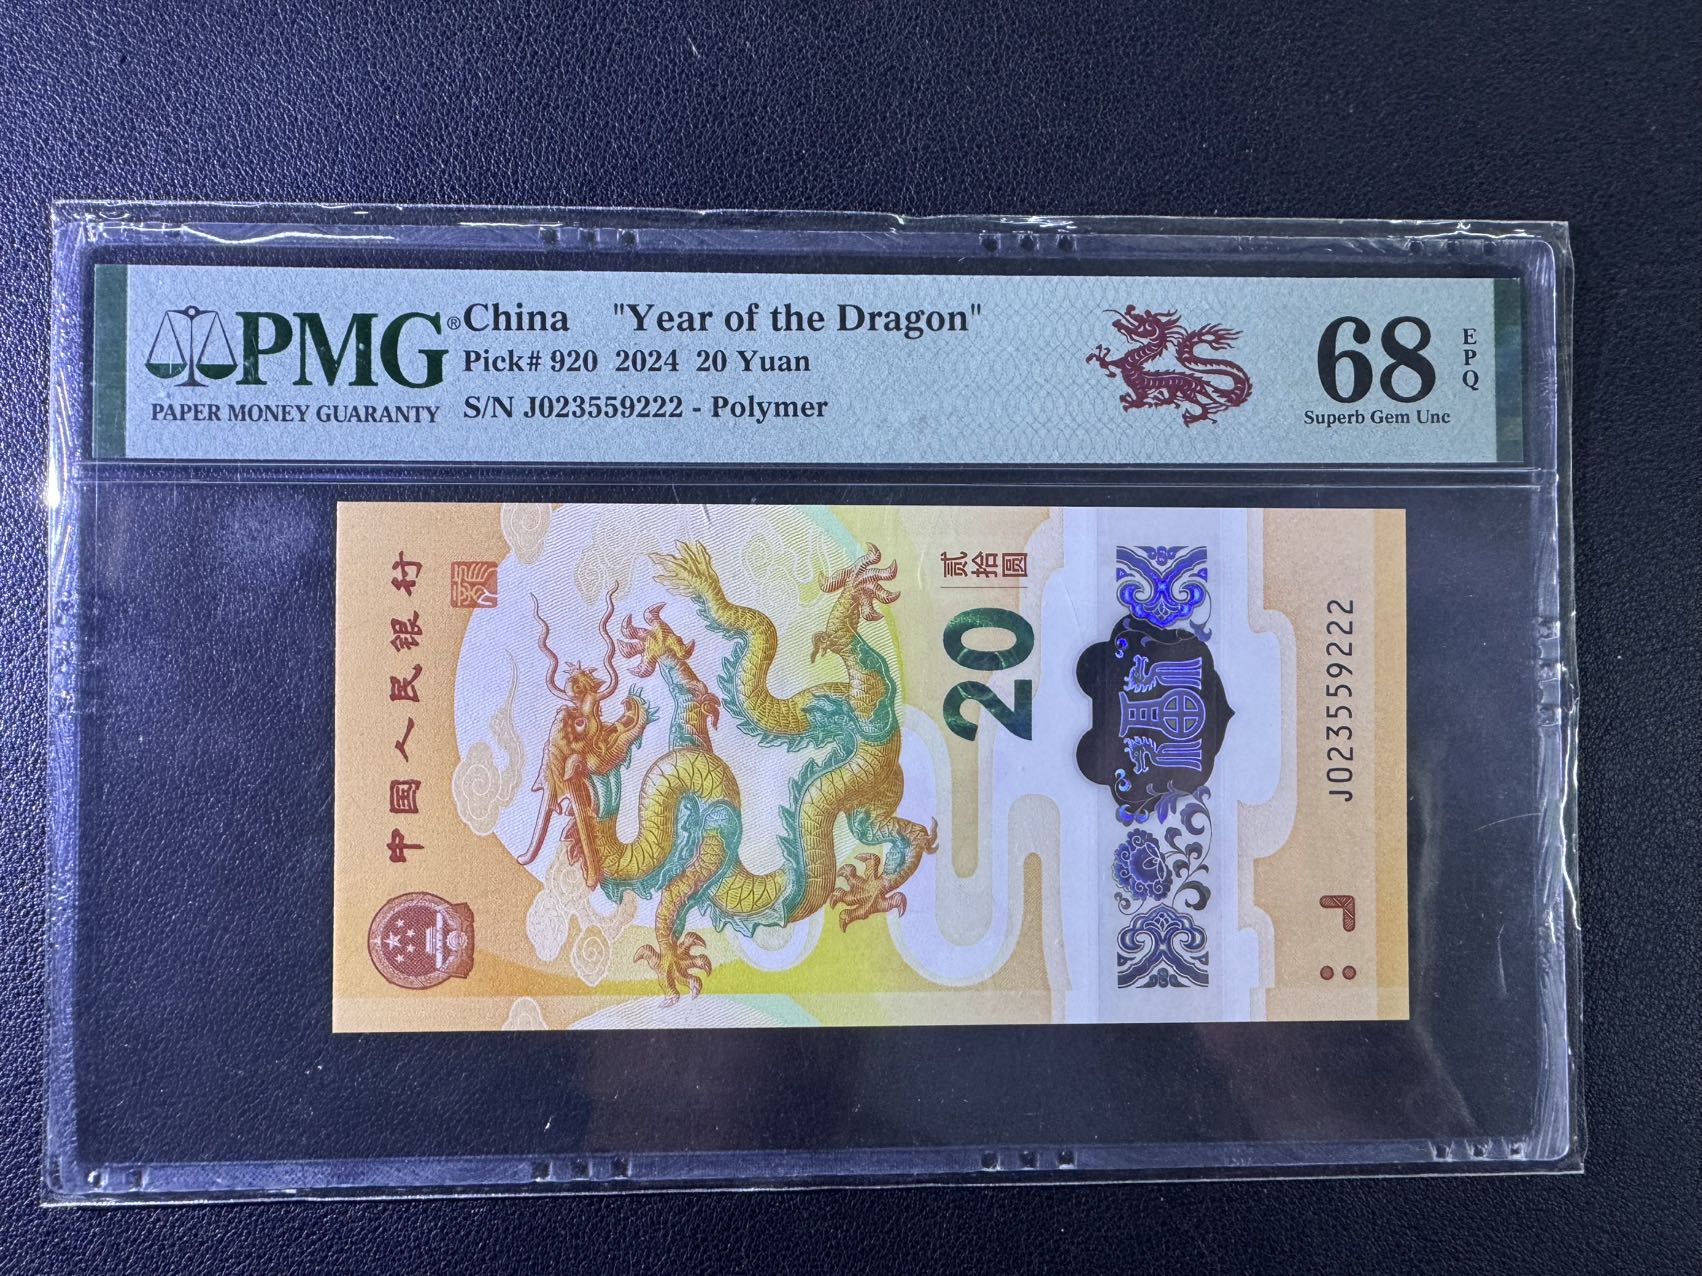 PMG®
PAPER MONEY GUARANTY
China "Year of the Dragon"
Pick# 920 2024 20 Yuan
S/N J023559222 - Polymer
68
EPQ
Superb Gem Unc
中国人民银行
贰拾圆
20
J023559222